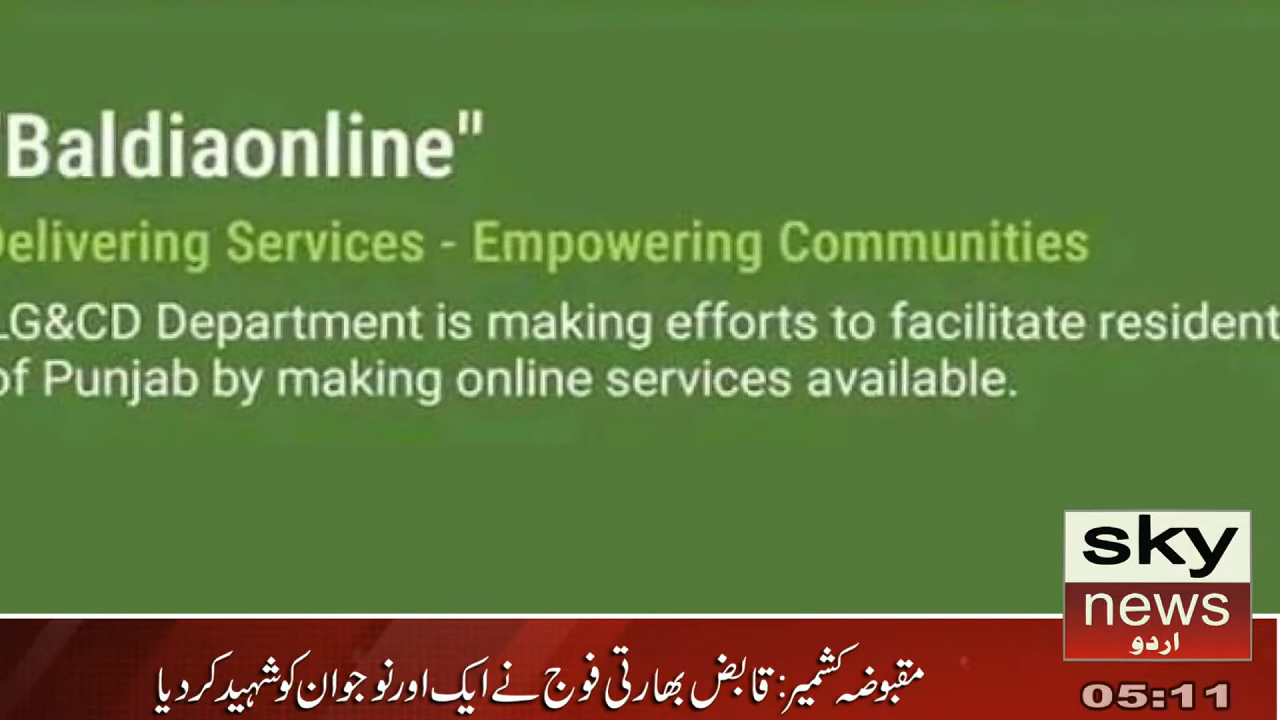 "Baldiaonline"
Delivering Services - Empowering Communities
LG&CD Department is making efforts to facilitate resident
of Punjab by making online services available.
sky
news
اردو
مقبوضہ کشمیر: قابض بھارتی فوج نے ایک اور نوجوان کو شہید کر دیا
05:11